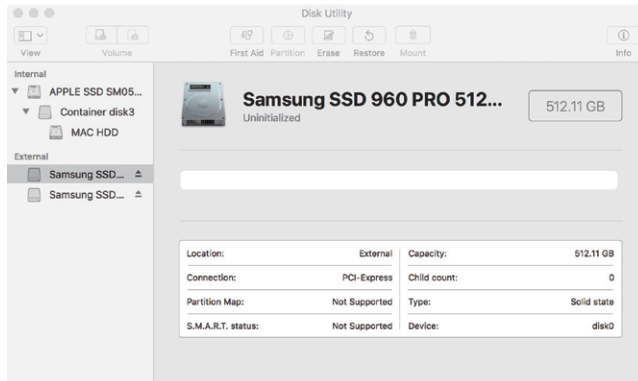 Disk Utility
View
Volume
First Aid
Partition
Erase
Restore
Mount
Info
Internal
APPLE SSD SM05...
Container disk3
MAC HDD
External
Samsung SSD...
Samsung SSD...
Samsung SSD 960 PRO 512...
Uninitialized
512.11 GB
Location: External
Capacity: 512.11 GB
Connection: PCI-Express
Child count: 0
Partition Map: Not Supported
Type: Solid state
S.M.A.R.T. status: Not Supported
Device: disk0